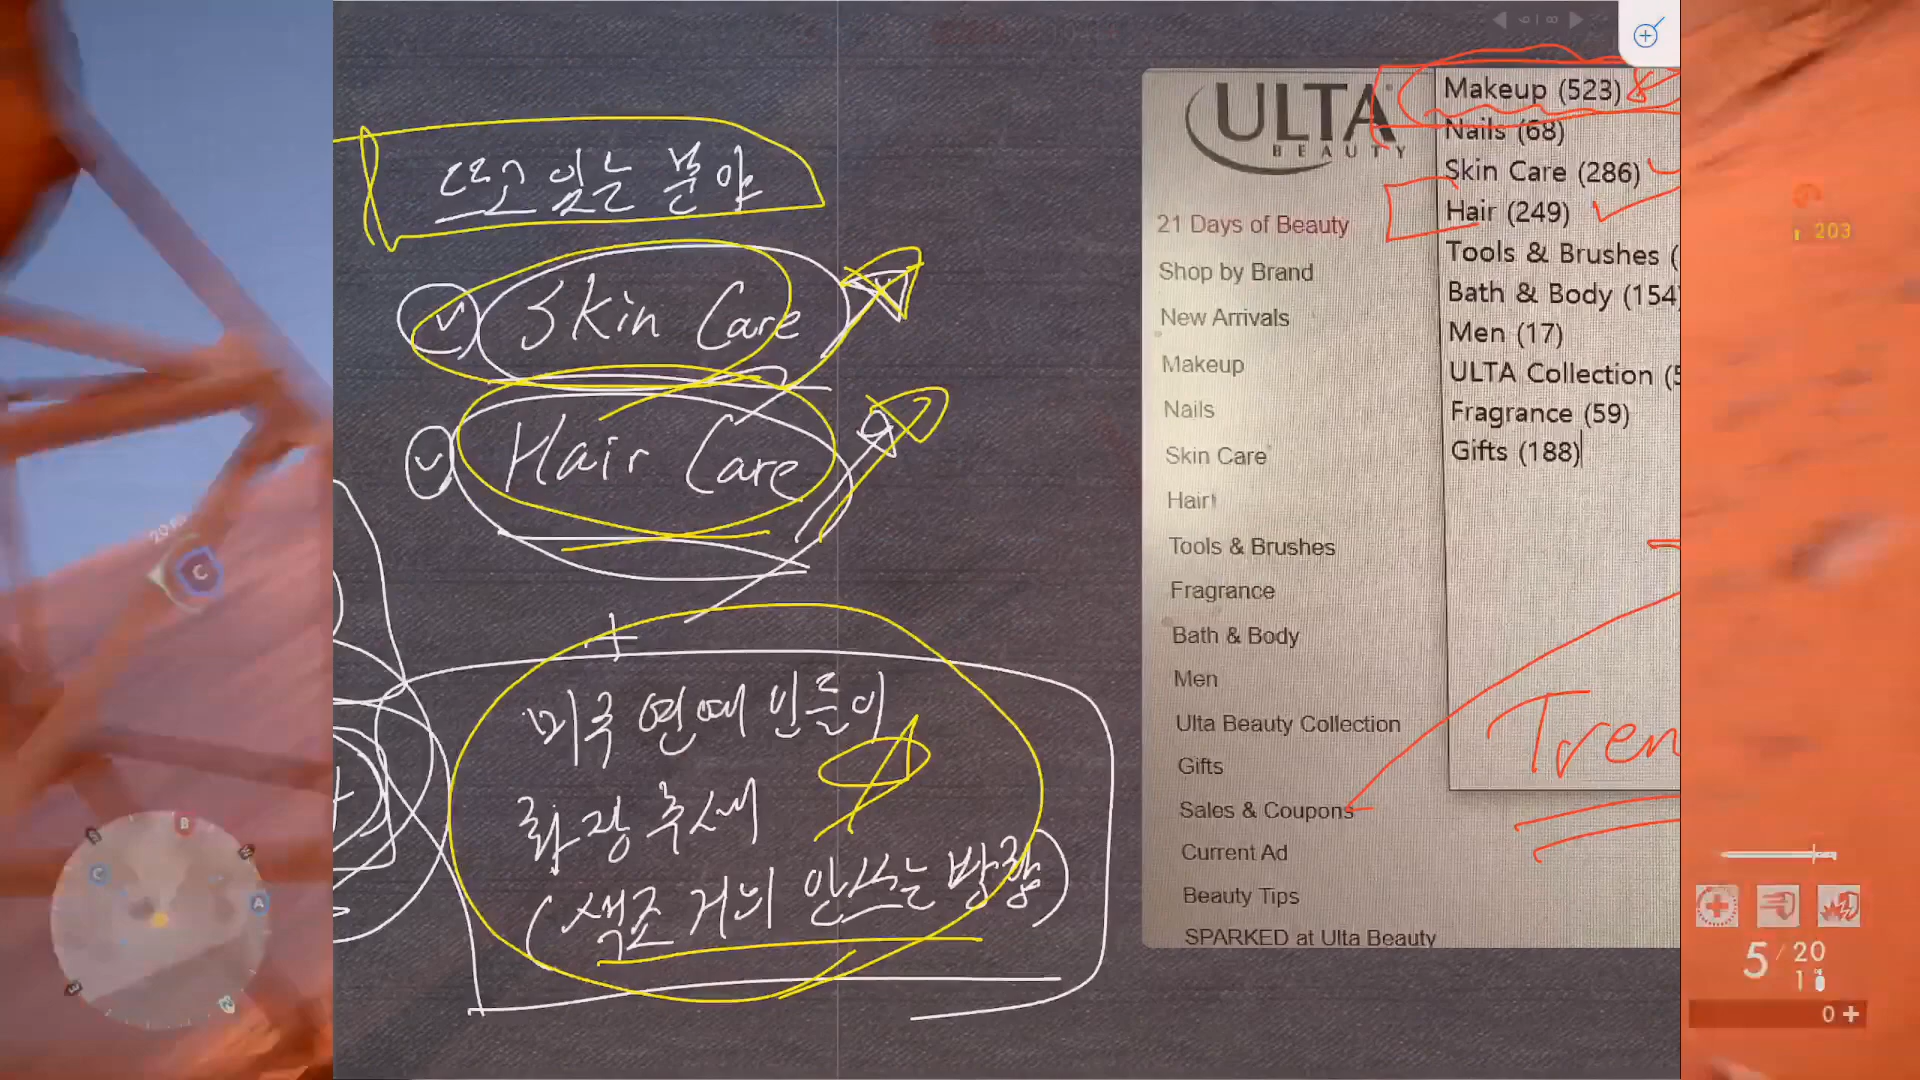 뜨고 있는 분야
Skin Care
Hair Care
+
미국 연예인들이
화장 추세
(색조 거의 안쓰는 방향)
ULTA
BEAUTY
21 Days of Beauty
Shop by Brand
New Arrivals
Makeup
Nails
Skin Care
Hair
Tools & Brushes
Fragrance
Bath & Body
Men
Ulta Beauty Collection
Gifts
Sales & Coupons
Current Ad
Beauty Tips
SPARKED at Ulta Beauty
Makeup (523)
Nails (68)
Skin Care (286)
Hair (249)
Tools & Brushes (
Bath & Body (154)
Men (17)
ULTA Collection (5
Fragrance (59)
Gifts (188)
Tren
203
C
B
C
A
5/20
1
0+